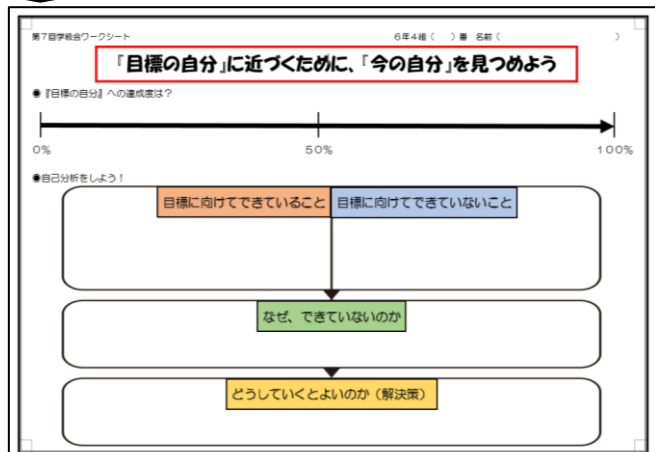 第7回学級会ワークシート 6年4組（ ）番 名前（ ）
『目標の自分』に近づくために、『今の自分』を見つめよう
●『目標の自分』への達成度は？
0% 50% 100%
●自己分析をしよう！
目標に向けてできていること 目標に向けてできていないこと
なぜ、できていないのか
どうしていくとよいのか（解決策）